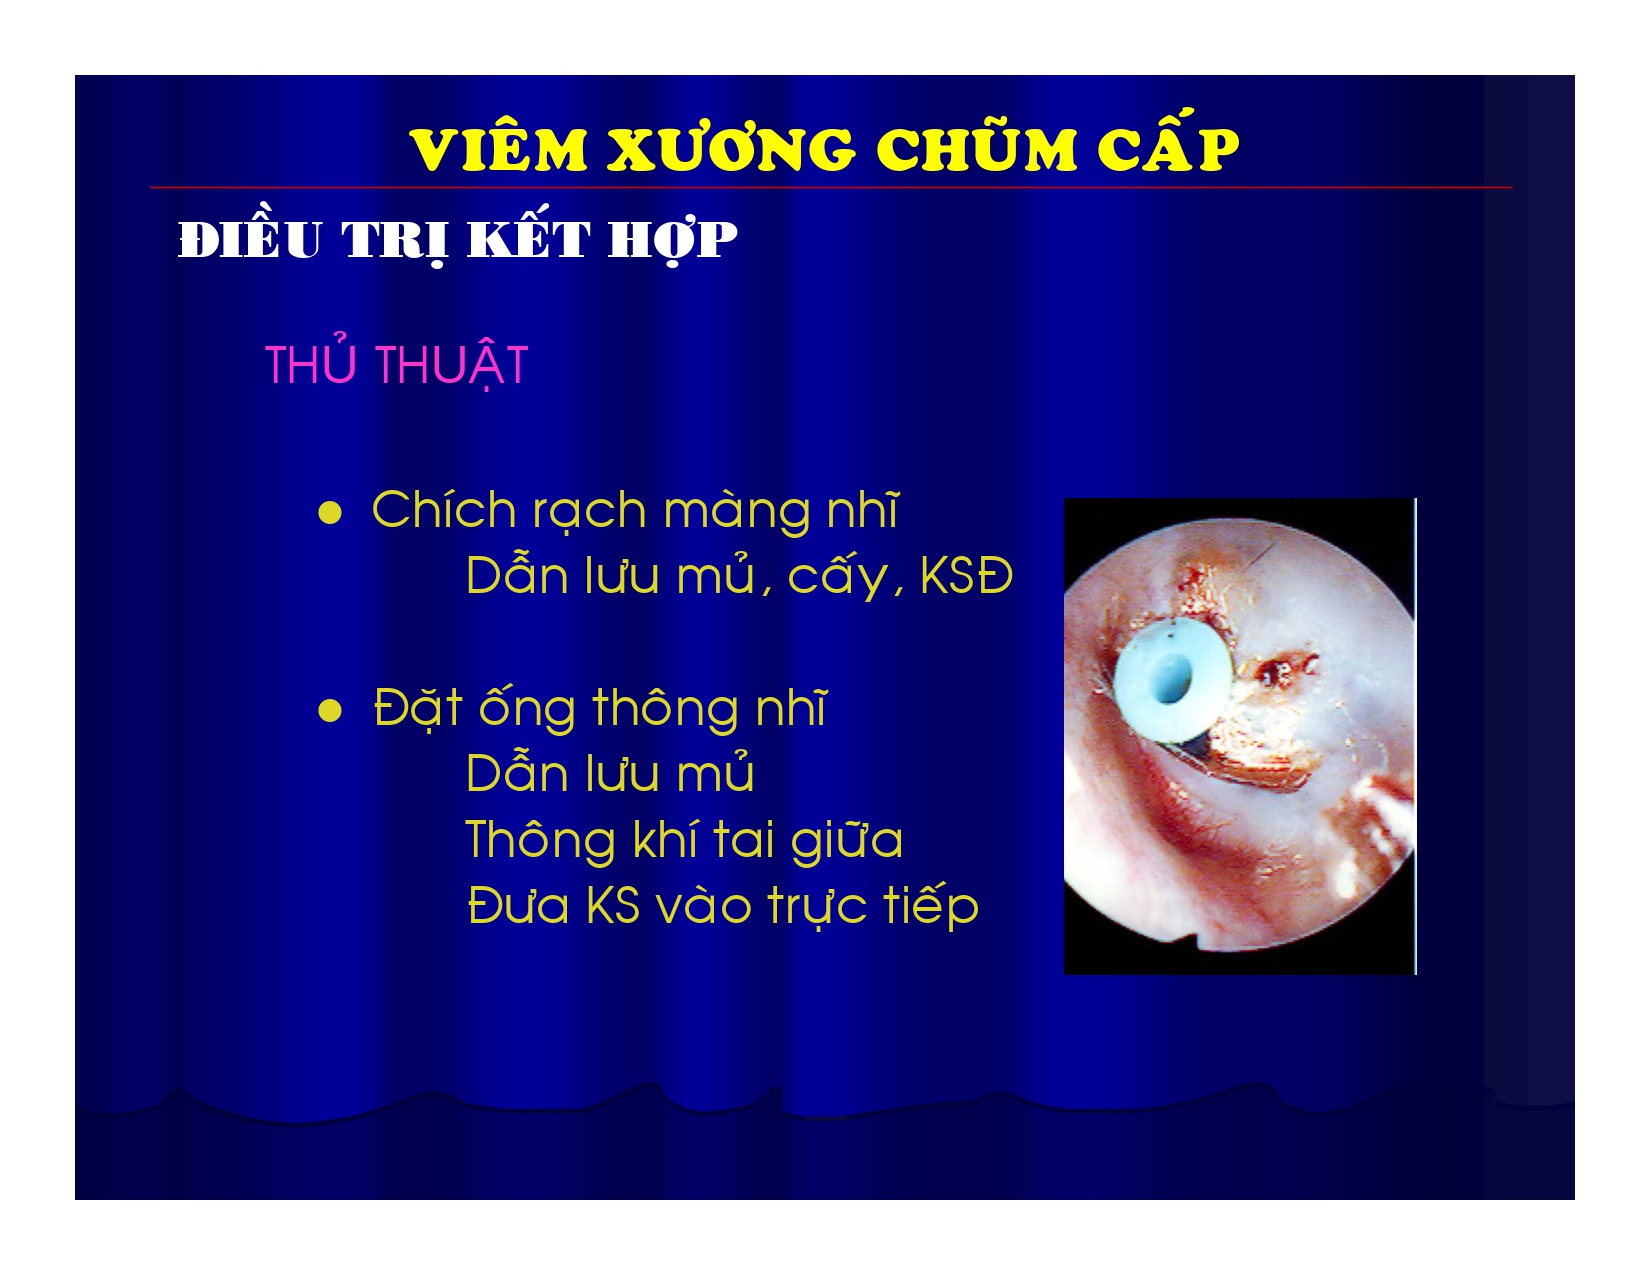 VIÊM XƯƠNG CHŨM CẤP
ĐIỀU TRỊ KẾT HỢP
THỦ THUẬT
● Chích rạch màng nhĩ
Dẫn lưu mủ, cấy, KSĐ
● Đặt ống thông nhĩ
Dẫn lưu mủ
Thông khí tai giữa
Đưa KS vào trực tiếp